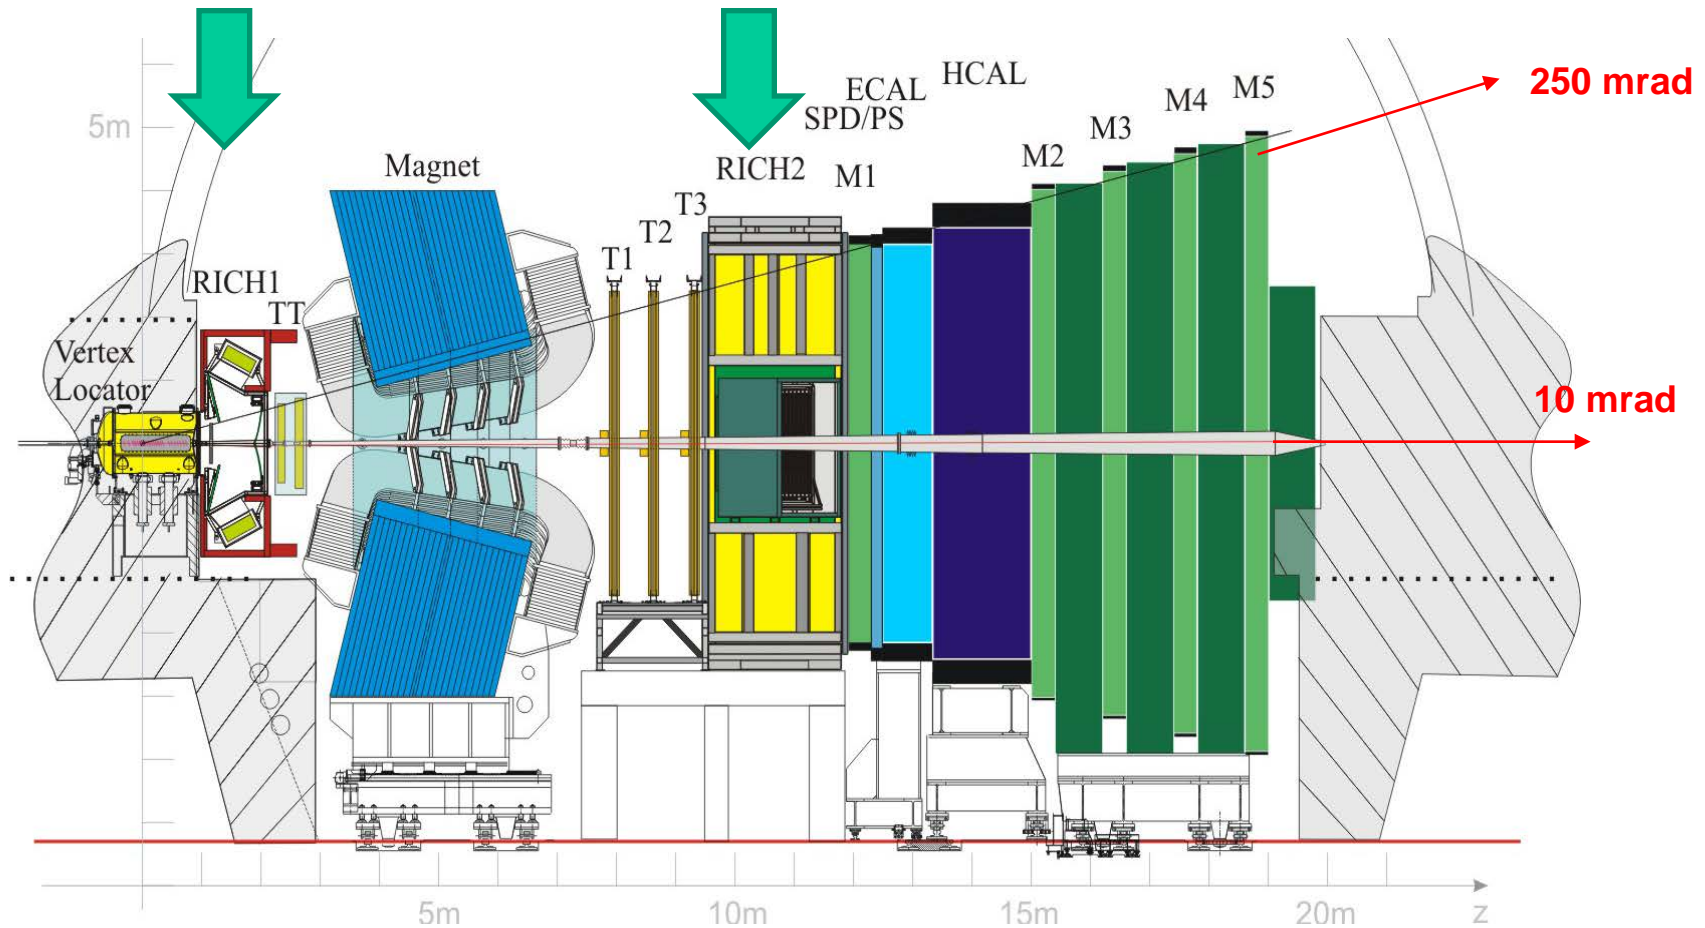 HCAL
250 mrad
ECAL
M5
M4
SPD/PS
M3
5m
M2
Magnet
RICH2
M1
T3
T2
T1
RICH1
TT
Vertex
Locator
10 mrad
5m
10m
15m
20m
z